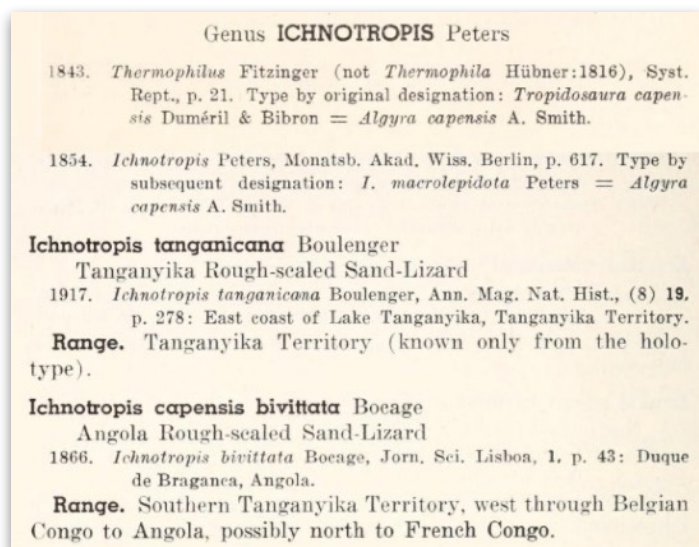 Genus ICHNOTROPIS Peters
1843. Thermophilus Fitzinger (not Thermophila Hübner:1816), Syst.
Rept., p. 21. Type by original designation: Tropidosaura capen-
sis Duméril & Bibron = Algyra capensis A. Smith.
1854. Ichnotropis Peters, Monatsb. Akad. Wiss. Berlin, p. 617. Type by
subsequent designation: I. macrolepidota Peters = Algyra
capensis A. Smith.
Ichnotropis tanganicana Boulenger
Tanganyika Rough-scaled Sand-Lizard
1917. Ichnotropis tanganicana Boulenger, Ann. Mag. Nat. Hist., (8) 19,
p. 278: East coast of Lake Tanganyika, Tanganyika Territory.
Range. Tanganyika Territory (known only from the holo-
type).
Ichnotropis capensis bivittata Bocage
Angola Rough-scaled Sand-Lizard
1866. Ichnotropis bivittata Bocage, Jorn. Sci. Lisboa, 1, p. 43: Duque
de Braganca, Angola.
Range. Southern Tanganyika Territory, west through Belgian
Congo to Angola, possibly north to French Congo.